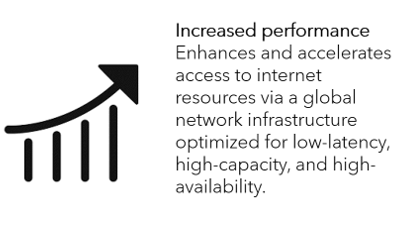 Increased performance
Enhances and accelerates
access to internet
resources via a global
network infrastructure
optimized for low-latency,
high-capacity, and high-
availability.